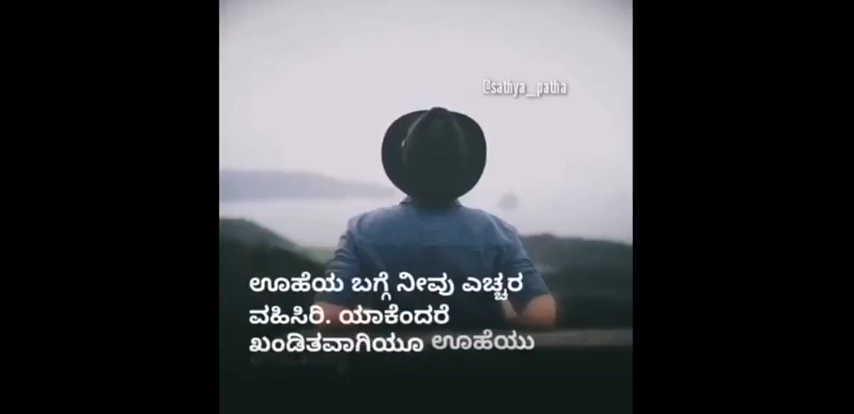 @sathya_patha
ಊಹೆಯ ಬಗ್ಗೆ ನೀವು ಎಚ್ಚರ
ವಹಿಸಿರಿ. ಯಾಕೆಂದರೆ
ಖಂಡಿತವಾಗಿಯೂ ಊಹೆಯು